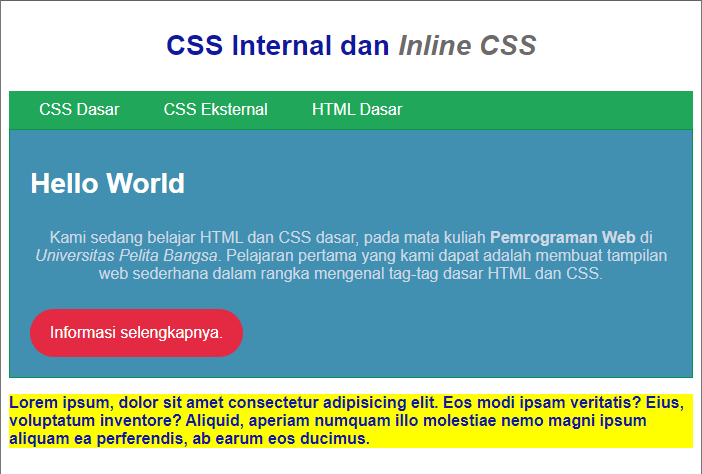 CSS Internal dan Inline CSS
CSS Dasar CSS Eksternal HTML Dasar
Hello World
Kami sedang belajar HTML dan CSS dasar, pada mata kuliah Pemrograman Web di
Universitas Pelita Bangsa. Pelajaran pertama yang kami dapat adalah membuat tampilan
web sederhana dalam rangka mengenal tag-tag dasar HTML dan CSS.
Informasi selengkapnya.
Lorem ipsum, dolor sit amet consectetur adipisicing elit. Eos modi ipsam veritatis? Eius,
voluptatum inventore? Aliquid, aperiam numquam illo molestiae nemo magni ipsum
aliquam ea perferendis, ab earum eos ducimus.